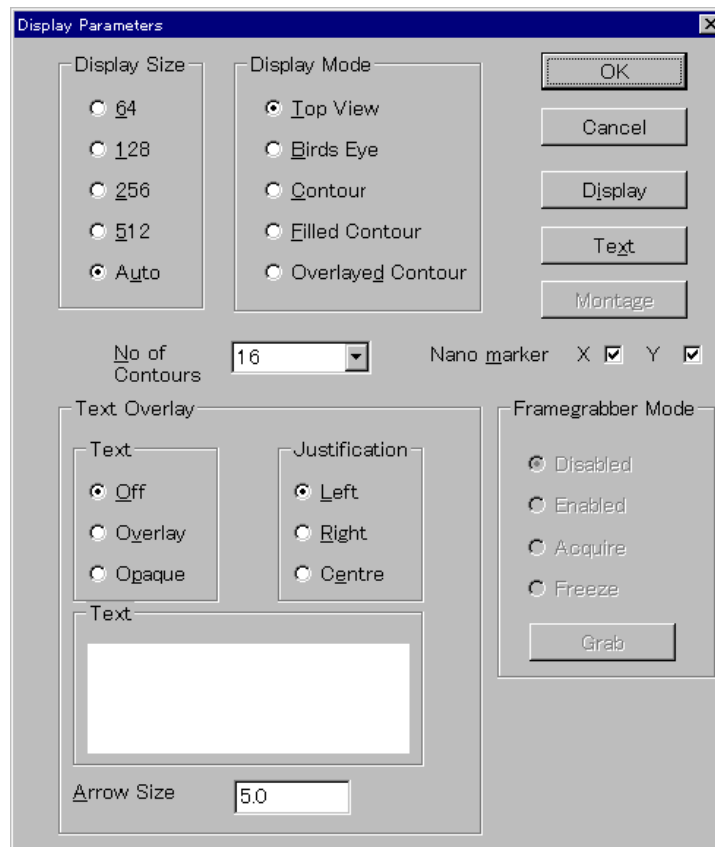 Display Parameters
Display Size
64
128
256
512
Auto
Display Mode
Top View
Birds Eye
Contour
Filled Contour
Overlayed Contour
OK
Cancel
Display
Text
Montage
No of
Contours
16
Nano marker X Y
Text Overlay
Text
Off
Overlay
Opaque
Justification
Left
Right
Centre
Text
Arrow Size
5.0
Framegrabber Mode
Disabled
Enabled
Acquire
Freeze
Grab